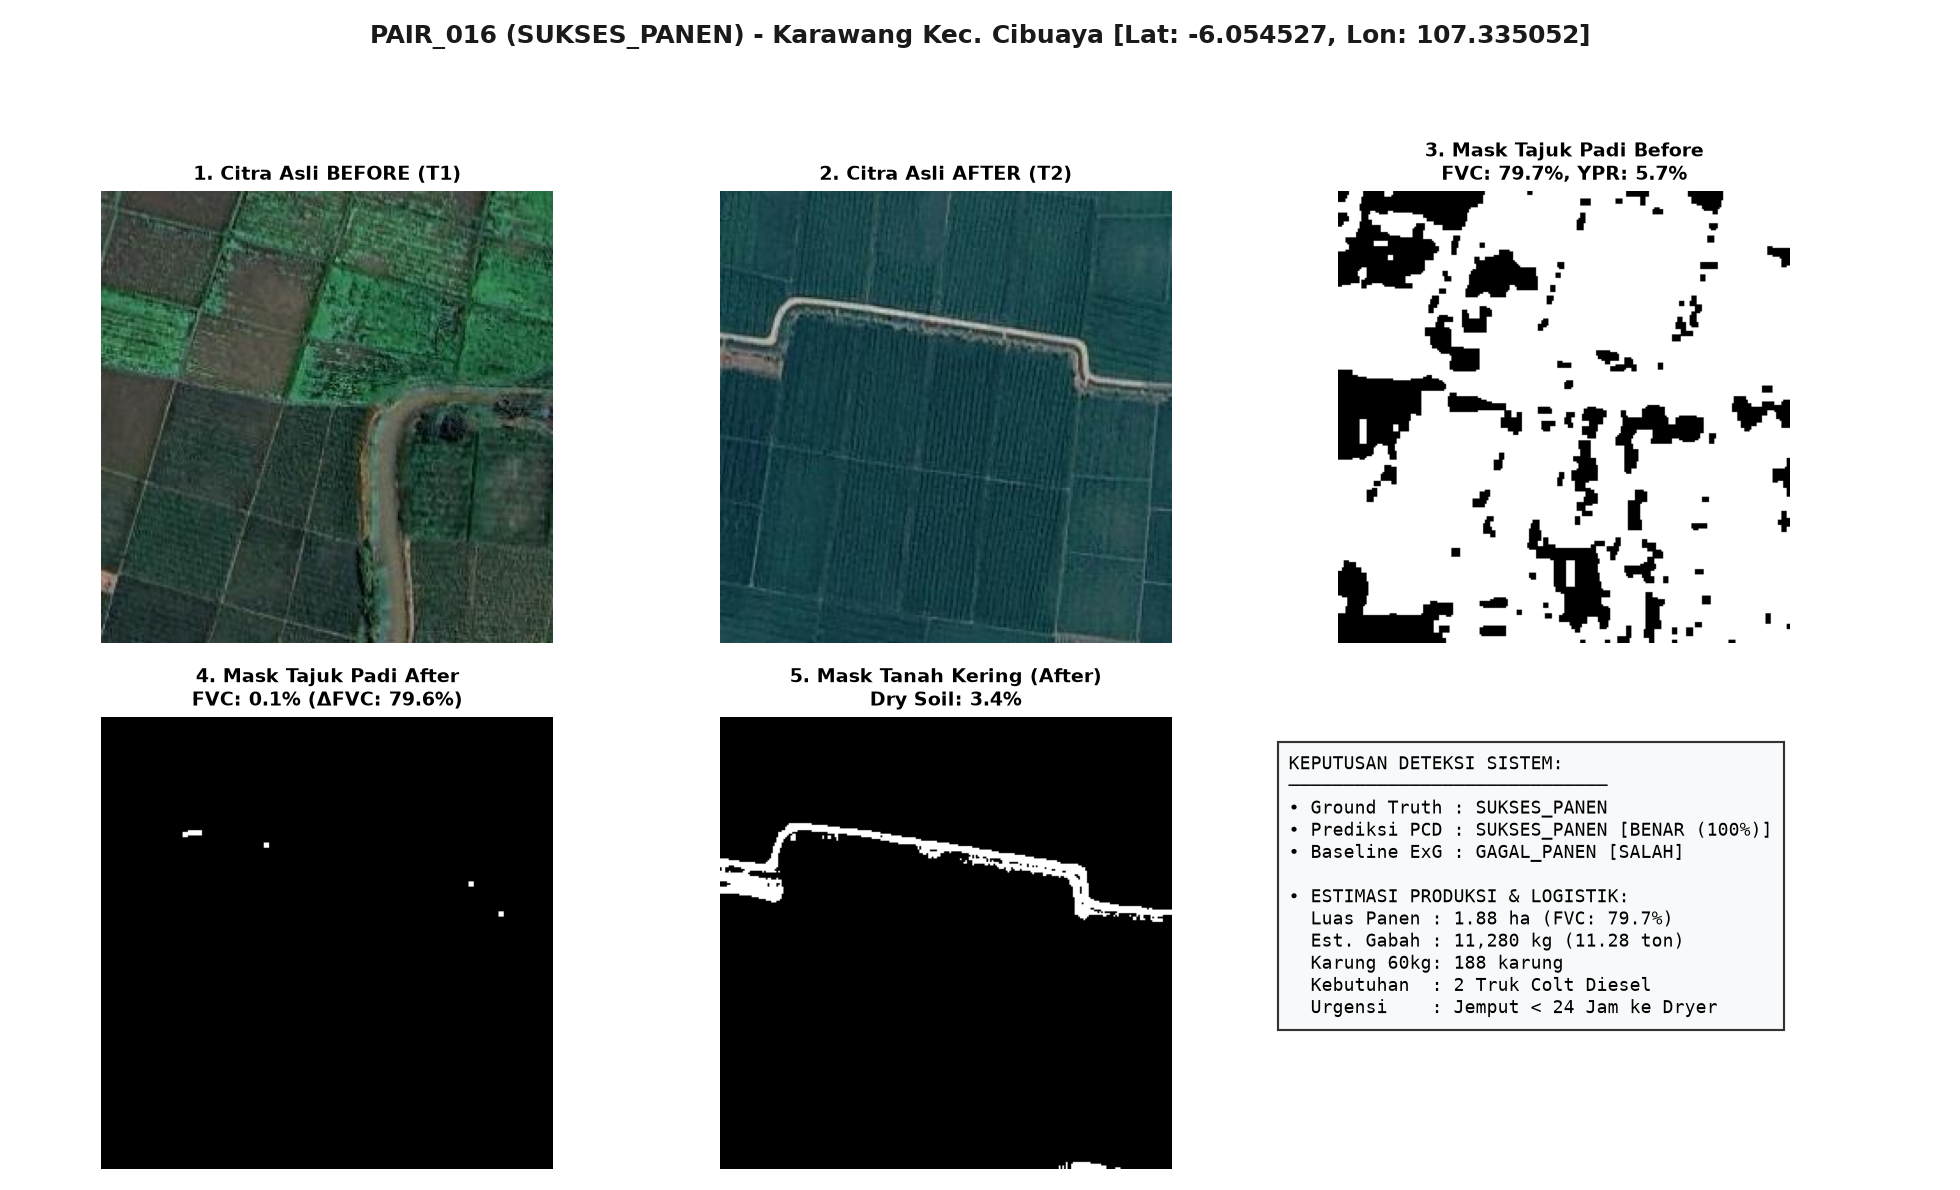 PAIR_016 (SUKSES_PANEN) - Karawang Kec. Cibuaya [Lat: -6.054527, Lon: 107.335052]
1. Citra Asli BEFORE (T1)
2. Citra Asli AFTER (T2)
3. Mask Tajuk Padi Before
FVC: 79.7%, YPR: 5.7%
4. Mask Tajuk Padi After
FVC: 0.1% (ΔFVC: 79.6%)
5. Mask Tanah Kering (After)
Dry Soil: 3.4%
KEPUTUSAN DETEKSI SISTEM:
• Ground Truth : SUKSES_PANEN
• Prediksi PCD : SUKSES_PANEN [BENAR (100%)]
• Baseline ExG : GAGAL_PANEN [SALAH]
• ESTIMASI PRODUKSI & LOGISTIK:
Luas Panen : 1.88 ha (FVC: 79.7%)
Est. Gabah : 11,280 kg (11.28 ton)
Karung 60kg: 188 karung
Kebutuhan : 2 Truk Colt Diesel
Urgensi : Jemput < 24 Jam ke Dryer